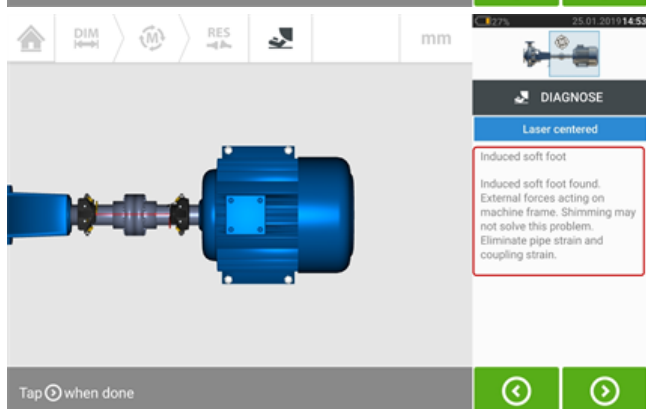 DIM
M
RES
mm
27%
25.01.2019 14:53
DIAGNOSE
Laser centered
Induced soft foot
Induced soft foot found.
External forces acting on
machine frame. Shimming may
not solve this problem.
Eliminate pipe strain and
coupling strain.
Tap when done